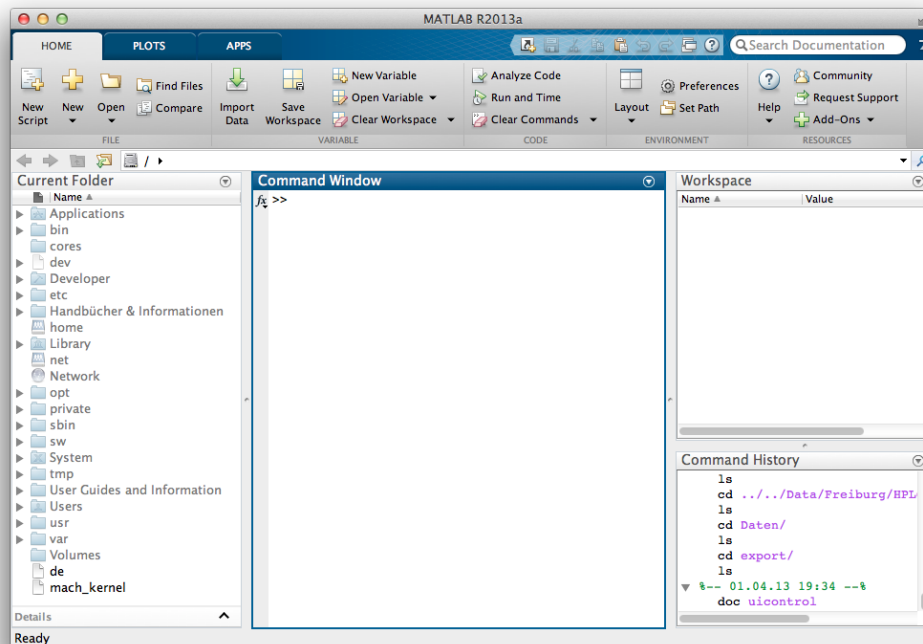 MATLAB R2013a
HOME PLOTS APPS
Search Documentation
New Script
New
Open
Find Files
Compare
FILE
Import Data
Save Workspace
New Variable
Open Variable
Clear Workspace
VARIABLE
Analyze Code
Run and Time
Clear Commands
CODE
Layout
Preferences
Set Path
ENVIRONMENT
Help
Community
Request Support
Add-Ons
RESOURCES
/
Current Folder
Name
Applications
bin
cores
dev
Developer
etc
Handbücher & Informationen
home
Library
net
Network
opt
private
sbin
sw
System
tmp
User Guides and Information
Users
usr
var
Volumes
de
mach_kernel
Details
Ready
Command Window
fx >>
Workspace
Name Value
Command History
ls
cd ../../Data/Freiburg/HPL
ls
cd Daten/
ls
cd export/
ls
%-- 01.04.13 19:34 --%
doc uicontrol